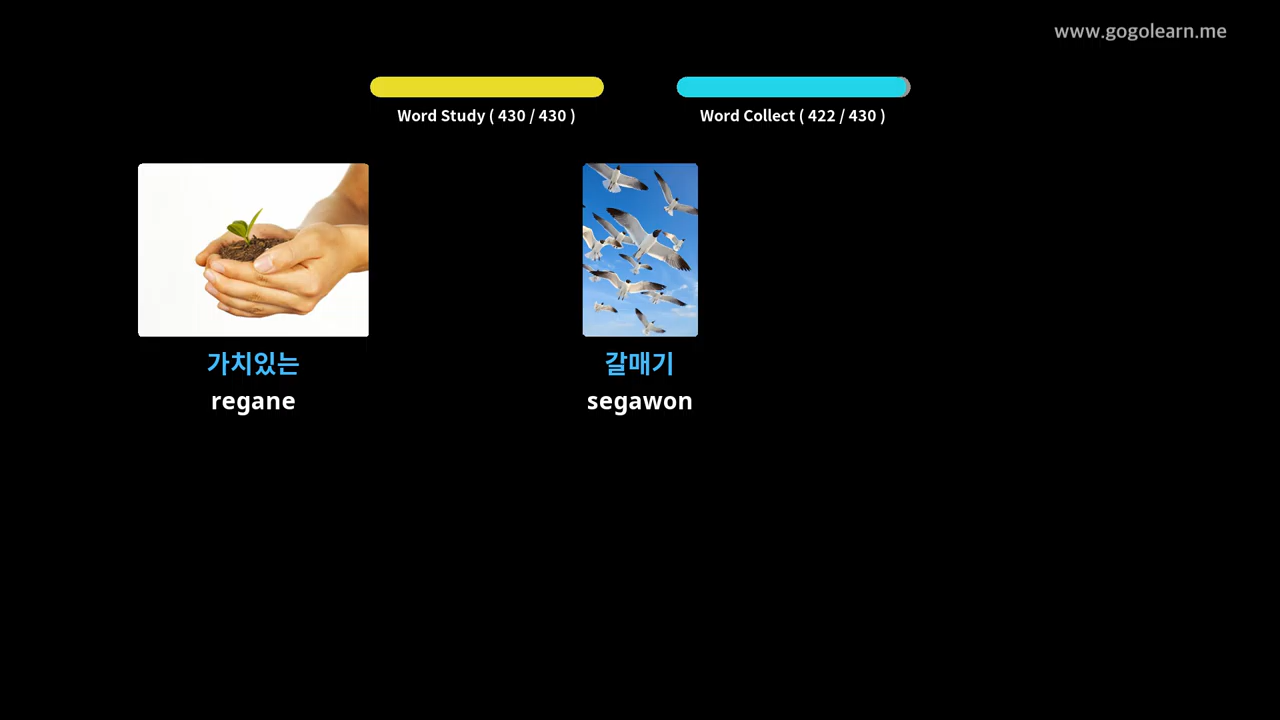 www.gogolearn.me
Word Study ( 430 / 430 )
Word Collect ( 422 / 430 )
가치있는
regane
갈매기
segawon